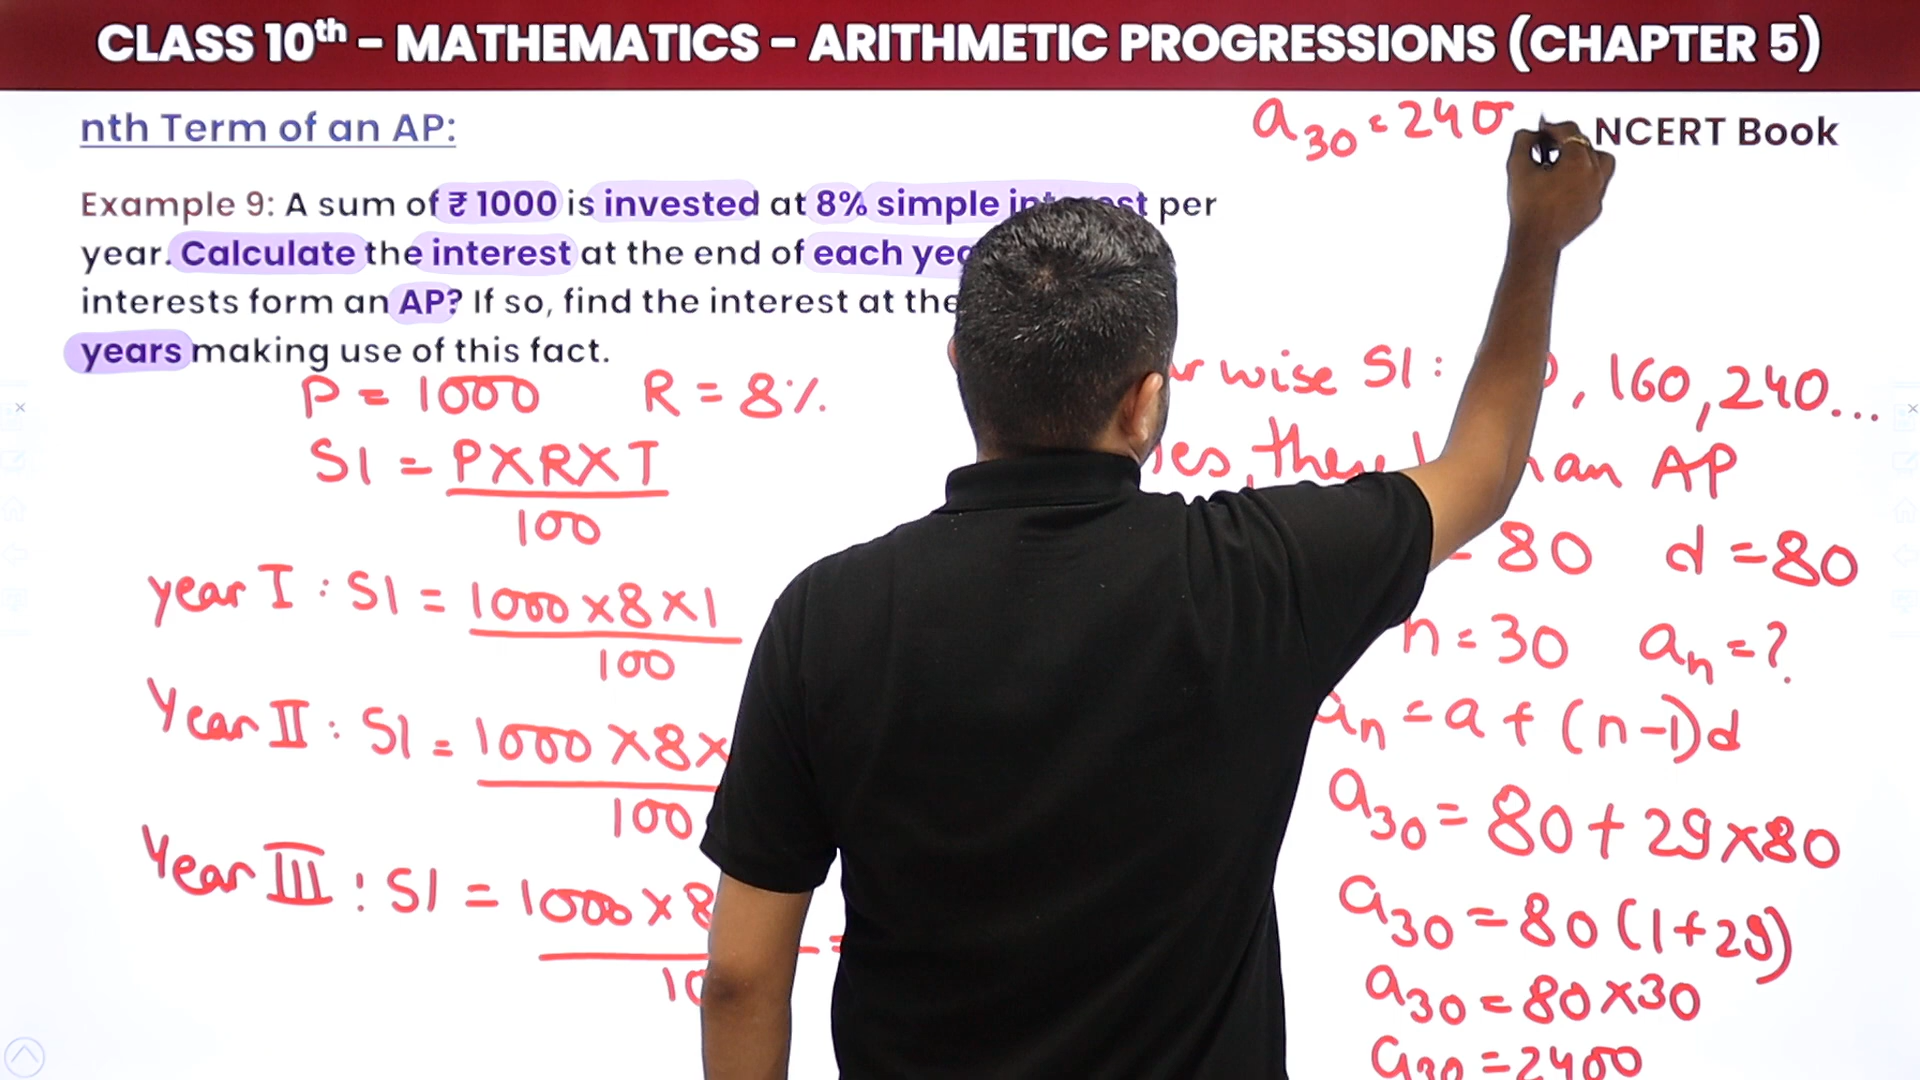 CLASS 10th - MATHEMATICS - ARITHMETIC PROGRESSIONS (CHAPTER 5)
nth Term of an AP:
a30 = 240
NCERT Book
Example 9: A sum of ₹ 1000 is invested at 8% simple interest per
year. Calculate the interest at the end of each
interests form an AP? If so, find the interest at the
years making use of this fact.
P = 1000 R = 8%
SI = P×R×T
100
year I : SI = 1000×8×1
100
Year II : SI = 1000×8×
100
Year III : SI = 1000×8
wise SI: , 160, 240...
an AP
= 80 d = 80
n = 30 an = ?
an = a + (n-1)d
a30 = 80 + 29×80
a30 = 80 (1+29)
a30 = 80×30
a30 = 2400